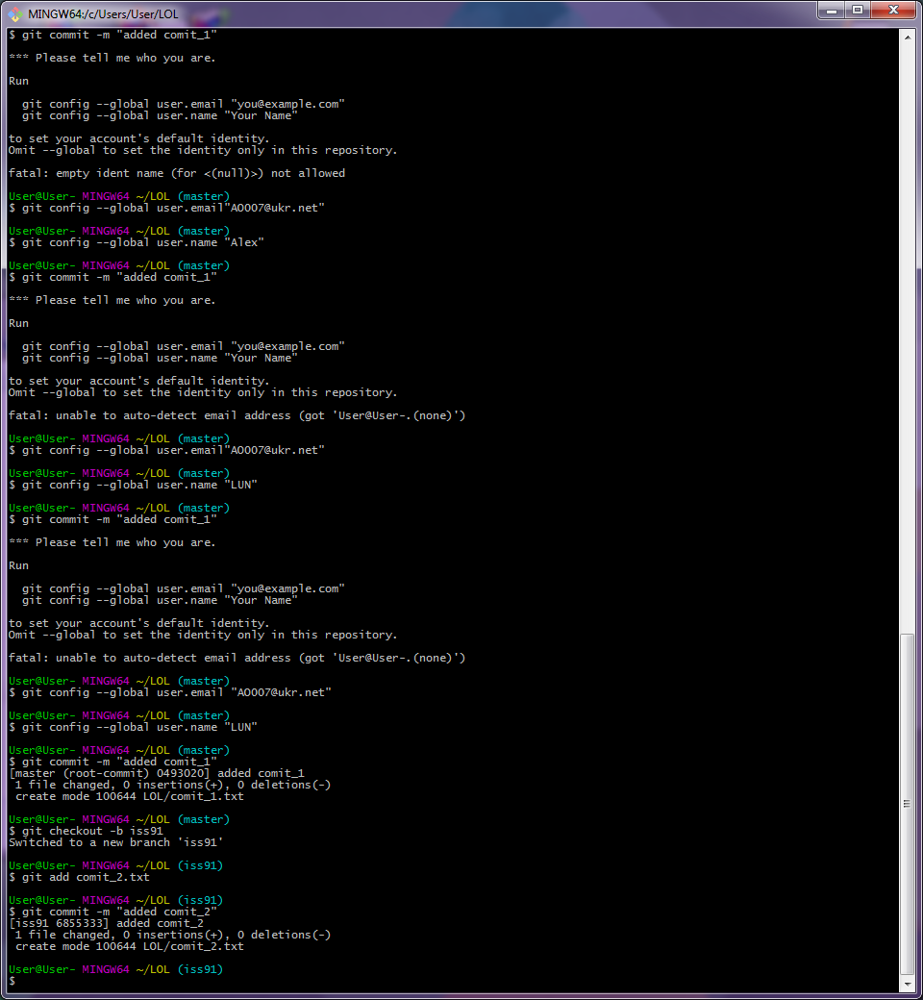 MINGW64:/c/Users/User/LOL
$ git commit -m "added comit_1"
*** Please tell me who you are.
Run
  git config --global user.email "you@example.com"
  git config --global user.name "Your Name"
to set your account's default identity.
Omit --global to set the identity only in this repository.
fatal: empty ident name (for <(null)>) not allowed
User@User- MINGW64 ~/LOL (master)
$ git config --global user.email"AO007@ukr.net"
User@User- MINGW64 ~/LOL (master)
$ git config --global user.name "Alex"
User@User- MINGW64 ~/LOL (master)
$ git commit -m "added comit_1"
*** Please tell me who you are.
Run
  git config --global user.email "you@example.com"
  git config --global user.name "Your Name"
to set your account's default identity.
Omit --global to set the identity only in this repository.
fatal: unable to auto-detect email address (got 'User@User-.(none)')
User@User- MINGW64 ~/LOL (master)
$ git config --global user.email"AO007@ukr.net"
User@User- MINGW64 ~/LOL (master)
$ git config --global user.name "LUN"
User@User- MINGW64 ~/LOL (master)
$ git commit -m "added comit_1"
*** Please tell me who you are.
Run
  git config --global user.email "you@example.com"
  git config --global user.name "Your Name"
to set your account's default identity.
Omit --global to set the identity only in this repository.
fatal: unable to auto-detect email address (got 'User@User-.(none)')
User@User- MINGW64 ~/LOL (master)
$ git config --global user.email "AO007@ukr.net"
User@User- MINGW64 ~/LOL (master)
$ git config --global user.name "LUN"
User@User- MINGW64 ~/LOL (master)
$ git commit -m "added comit_1"
[master (root-commit) 0493020] added comit_1
 1 file changed, 0 insertions(+), 0 deletions(-)
 create mode 100644 LOL/comit_1.txt
User@User- MINGW64 ~/LOL (master)
$ git checkout -b iss91
Switched to a new branch 'iss91'
User@User- MINGW64 ~/LOL (iss91)
$ git add comit_2.txt
User@User- MINGW64 ~/LOL (iss91)
$ git commit -m "added comit_2"
[iss91 6855333] added comit_2
 1 file changed, 0 insertions(+), 0 deletions(-)
 create mode 100644 LOL/comit_2.txt
User@User- MINGW64 ~/LOL (iss91)
$